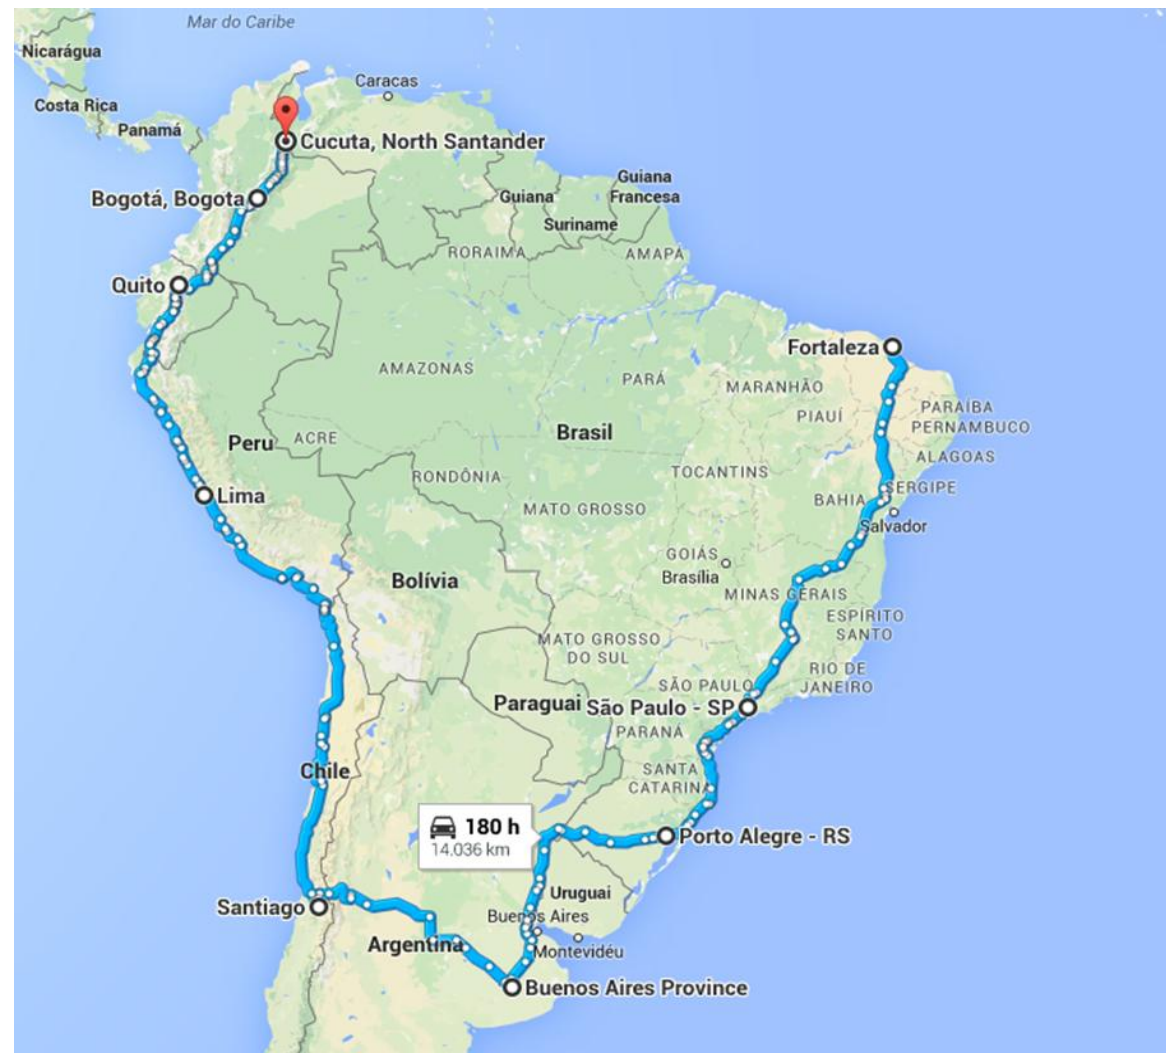 Mar do Caribe
Nicarágua
Caracas
Costa Rica
Panamá
Cucuta, North Santander
Guiana
Francesa
Bogotá, Bogota
Guiana
Suriname
RORAIMA
AMAPÁ
Quito
Fortaleza
AMAZONAS
PARÁ
MARANHÃO
PIAUÍ
PARAÍBA
PERNAMBUCO
Peru
ACRE
Brasil
ALAGOAS
RONDÔNIA
TOCANTINS
SERGIPE
Lima
MATO GROSSO
BAHIA
Salvador
GOIÁS
Brasília
Bolívia
MINAS GERAIS
ESPÍRITO
SANTO
MATO GROSSO
DO SUL
RIO DE
JANEIRO
SÃO PAULO
Paraguai
São Paulo - SP
PARANÁ
Chile
SANTA
CATARINA
180 h
14.036 km
Porto Alegre - RS
Uruguai
Santiago
Buenos Aires
Argentina
Montevidéu
Buenos Aires Province